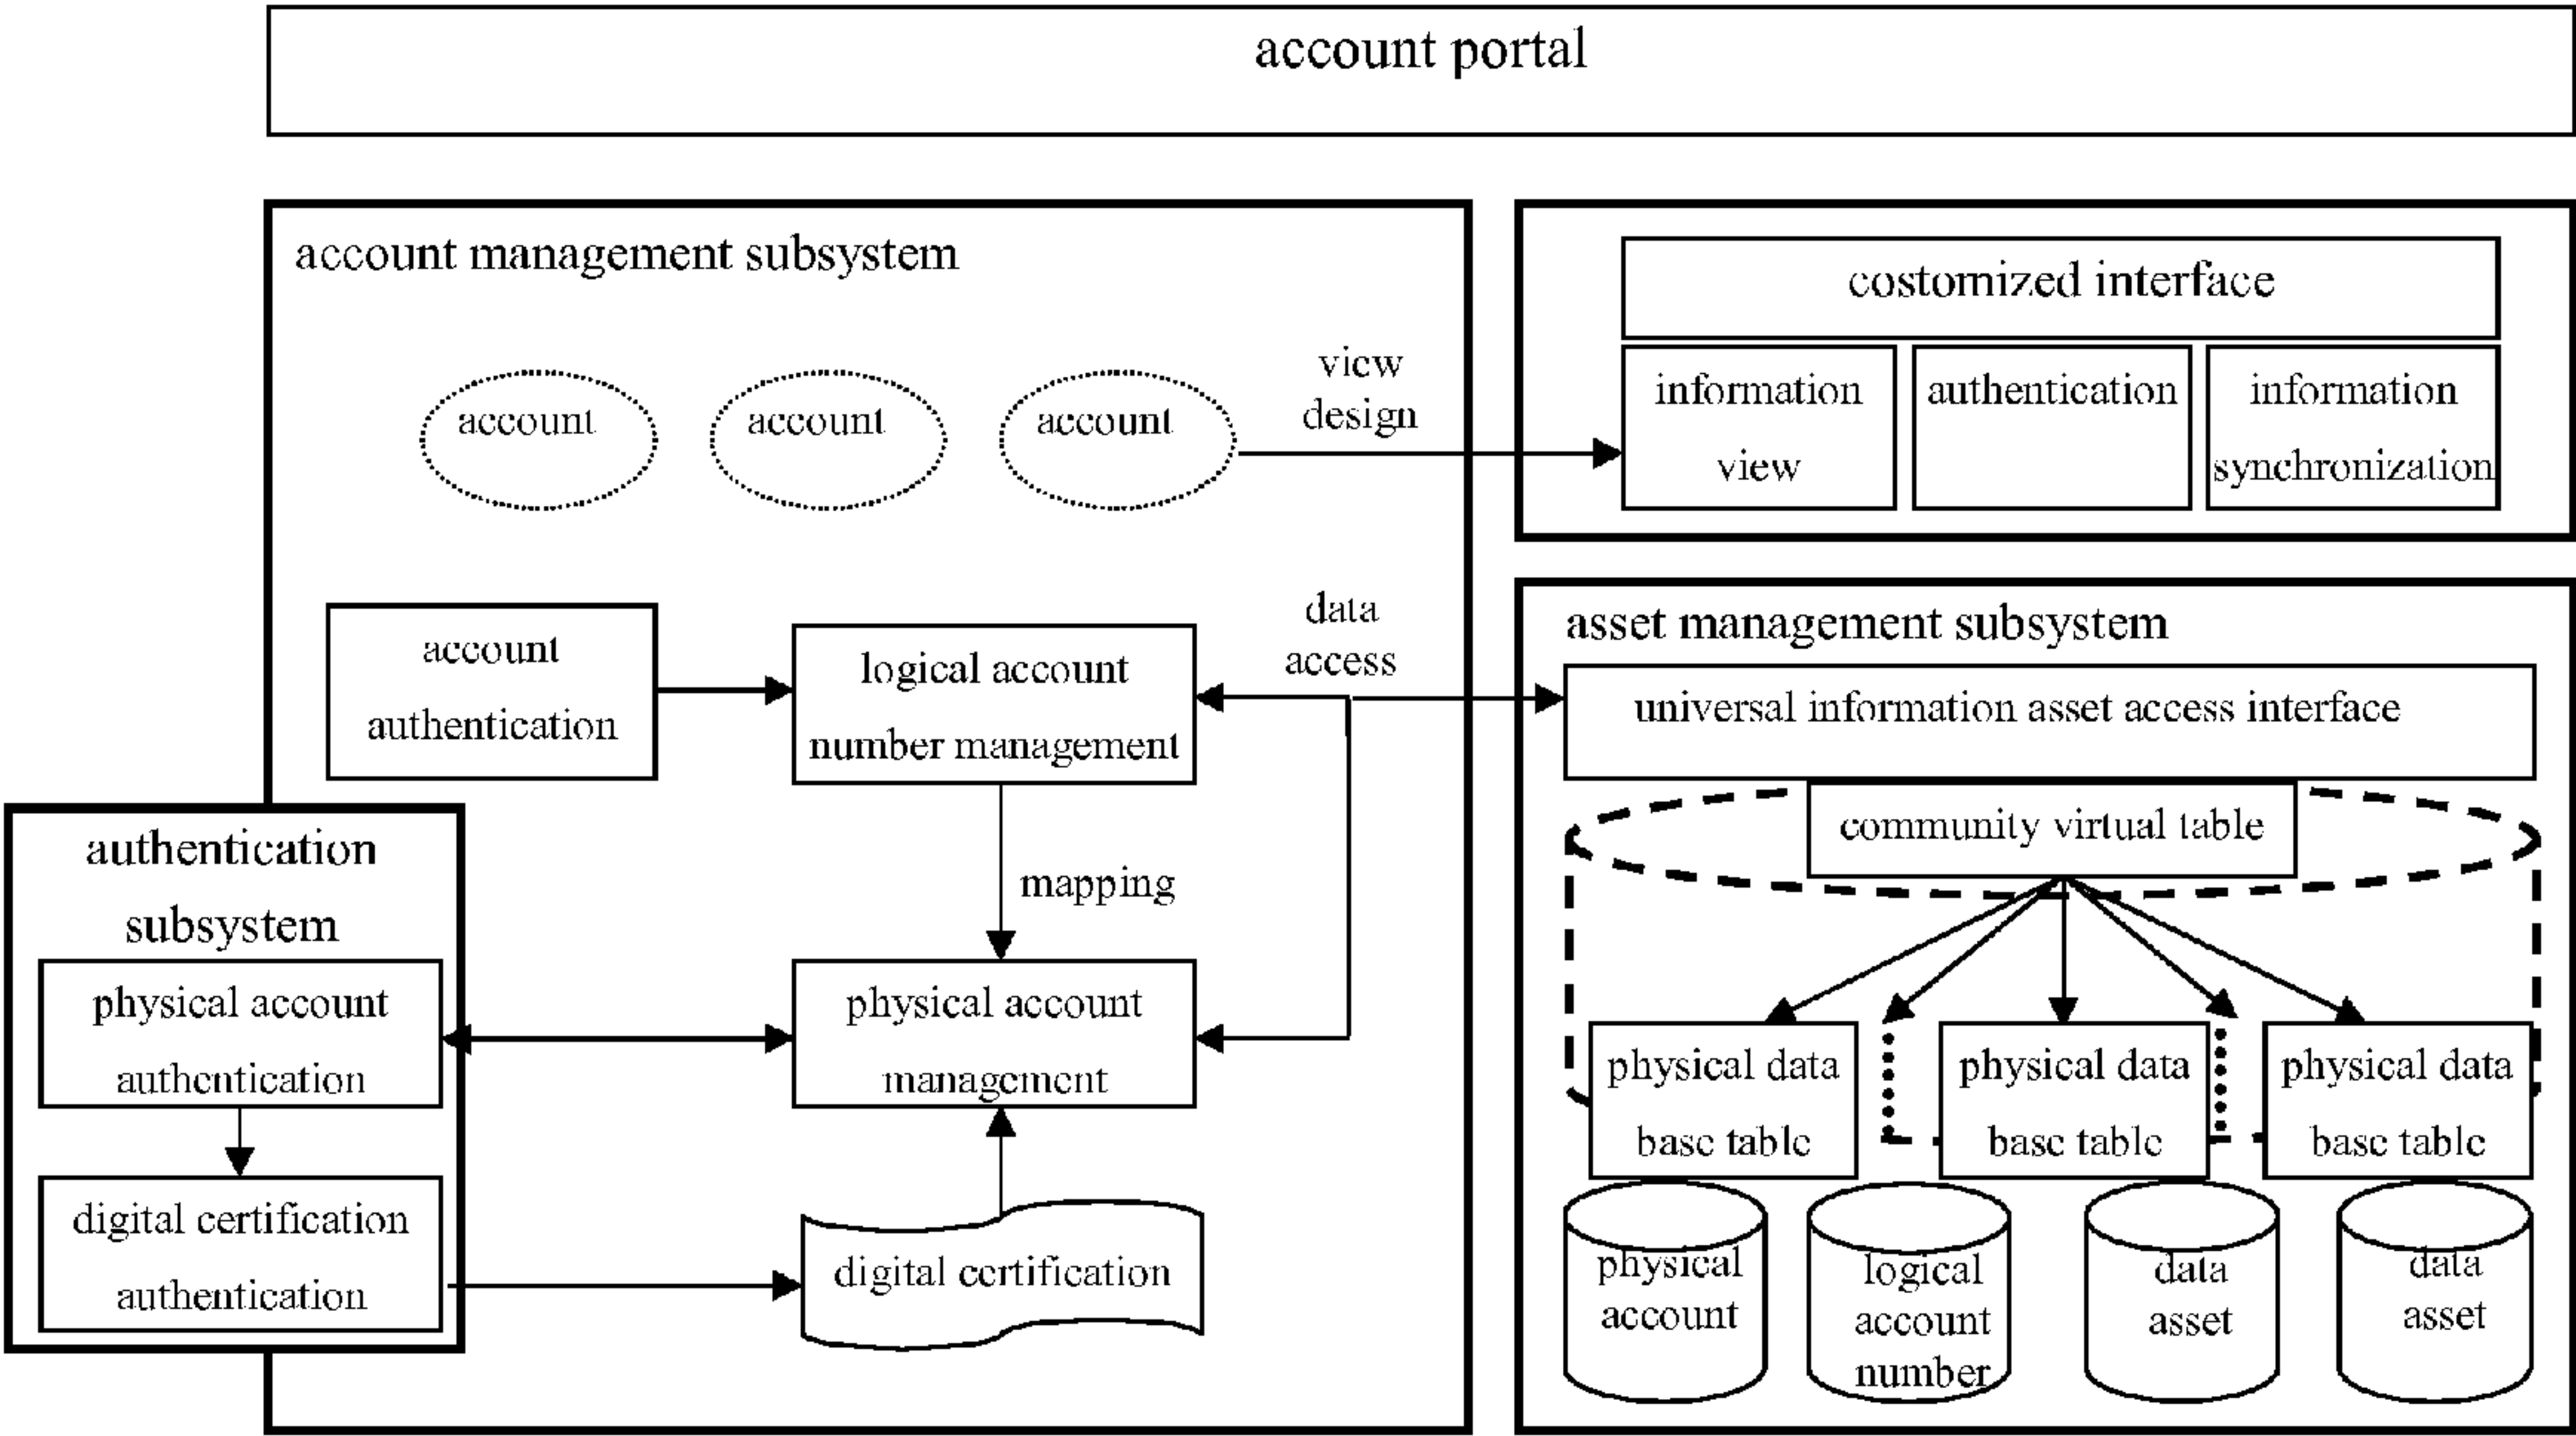 account portal
account management subsystem
account
account
account
view
design
costomized interface
information
view
authentication
information
synchronization
account
authentication
logical account
number management
data
access
mapping
authentication
subsystem
physical account
authentication
digital certification
authentication
physical account
management
digital certification
asset management subsystem
universal information asset access interface
community virtual table
physical data
base table
physical data
base table
physical data
base table
physical
account
logical
account
number
data
asset
data
asset